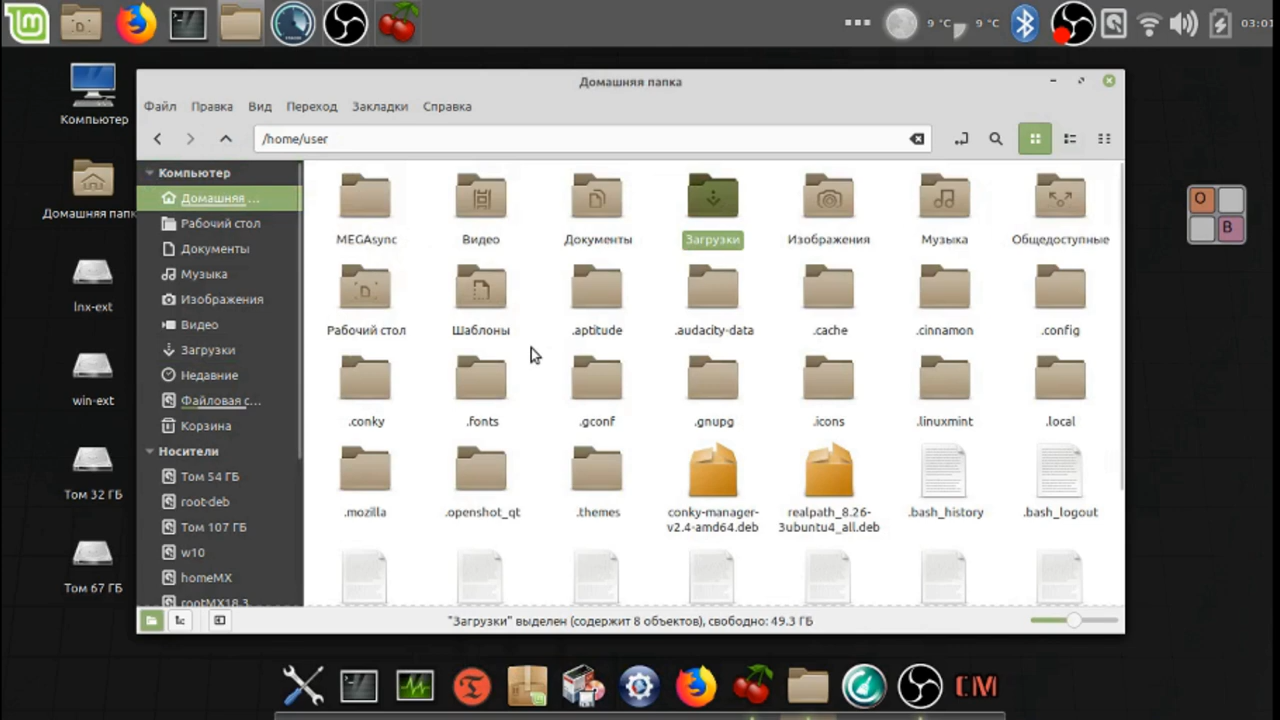 9 °C
9 °C
03:01
Компьютер
Домашняя папк
lnx-ext
win-ext
Том 32 ГБ
Том 67 ГБ
Домашняя папка
Файл Правка Вид Переход Закладки Справка
/home/user
Компьютер
Домашняя ...
Рабочий стол
Документы
Музыка
Изображения
Видео
Загрузки
Недавние
Файловая с...
Корзина
Носители
Том 54 ГБ
root-deb
Том 107 ГБ
w10
homeMX
rootMX18.3
MEGAsync Видео Документы Загрузки Изображения Музыка Общедоступные
Рабочий стол Шаблоны .aptitude .audacity-data .cache .cinnamon .config
.conky .fonts .gconf .gnupg .icons .linuxmint .local
.mozilla .openshot_qt .themes conky-manager-v2.4-amd64.deb realpath_8.26-3ubuntu4_all.deb .bash_history .bash_logout
"Загрузки" выделен (содержит 8 объектов), свободно: 49.3 ГБ
O
B
CM